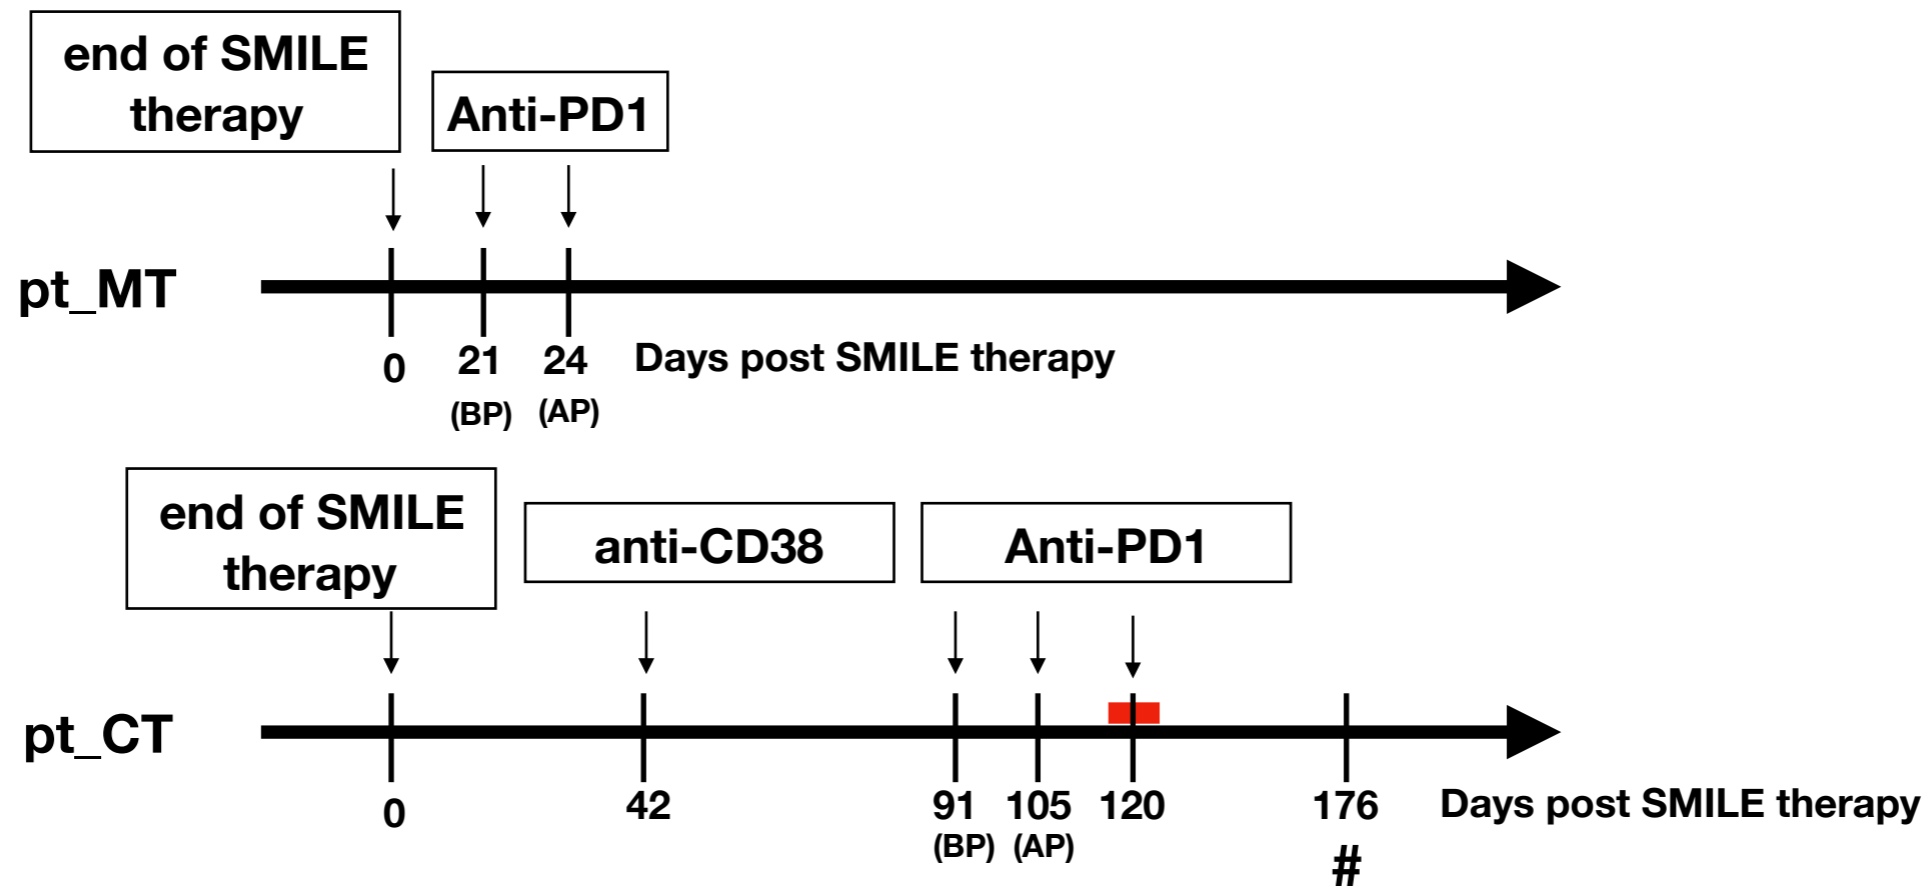 end of SMILE
therapy
Anti-PD1
pt_MT
0 21 24 Days post SMILE therapy
(BP) (AP)
end of SMILE
therapy
anti-CD38
Anti-PD1
pt_CT
0 42 91 105 120 176 Days post SMILE therapy
(BP) (AP)
#